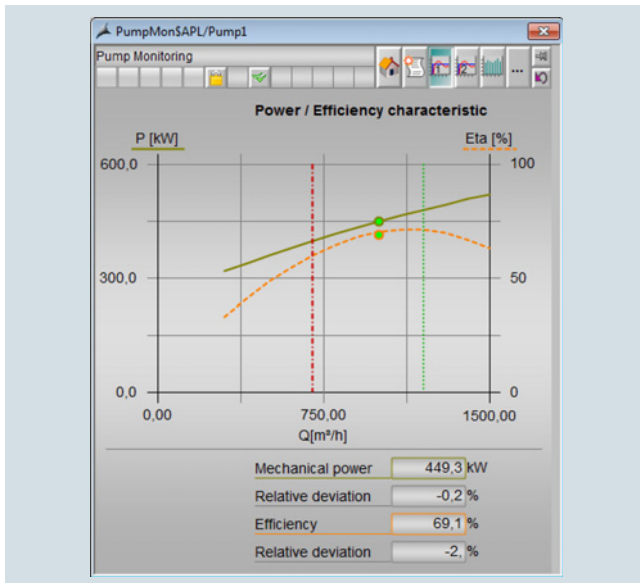 PumpMon$APL/Pump1
Pump Monitoring
1 2 ...
Power / Efficiency characteristic
P [kW] Eta [%]
600,0 100
300,0 50
0,0 0
0,00 750,00 1500,00
Q[m³/h]
Mechanical power 449,3 kW
Relative deviation -0,2 %
Efficiency 69,1 %
Relative deviation -2, %